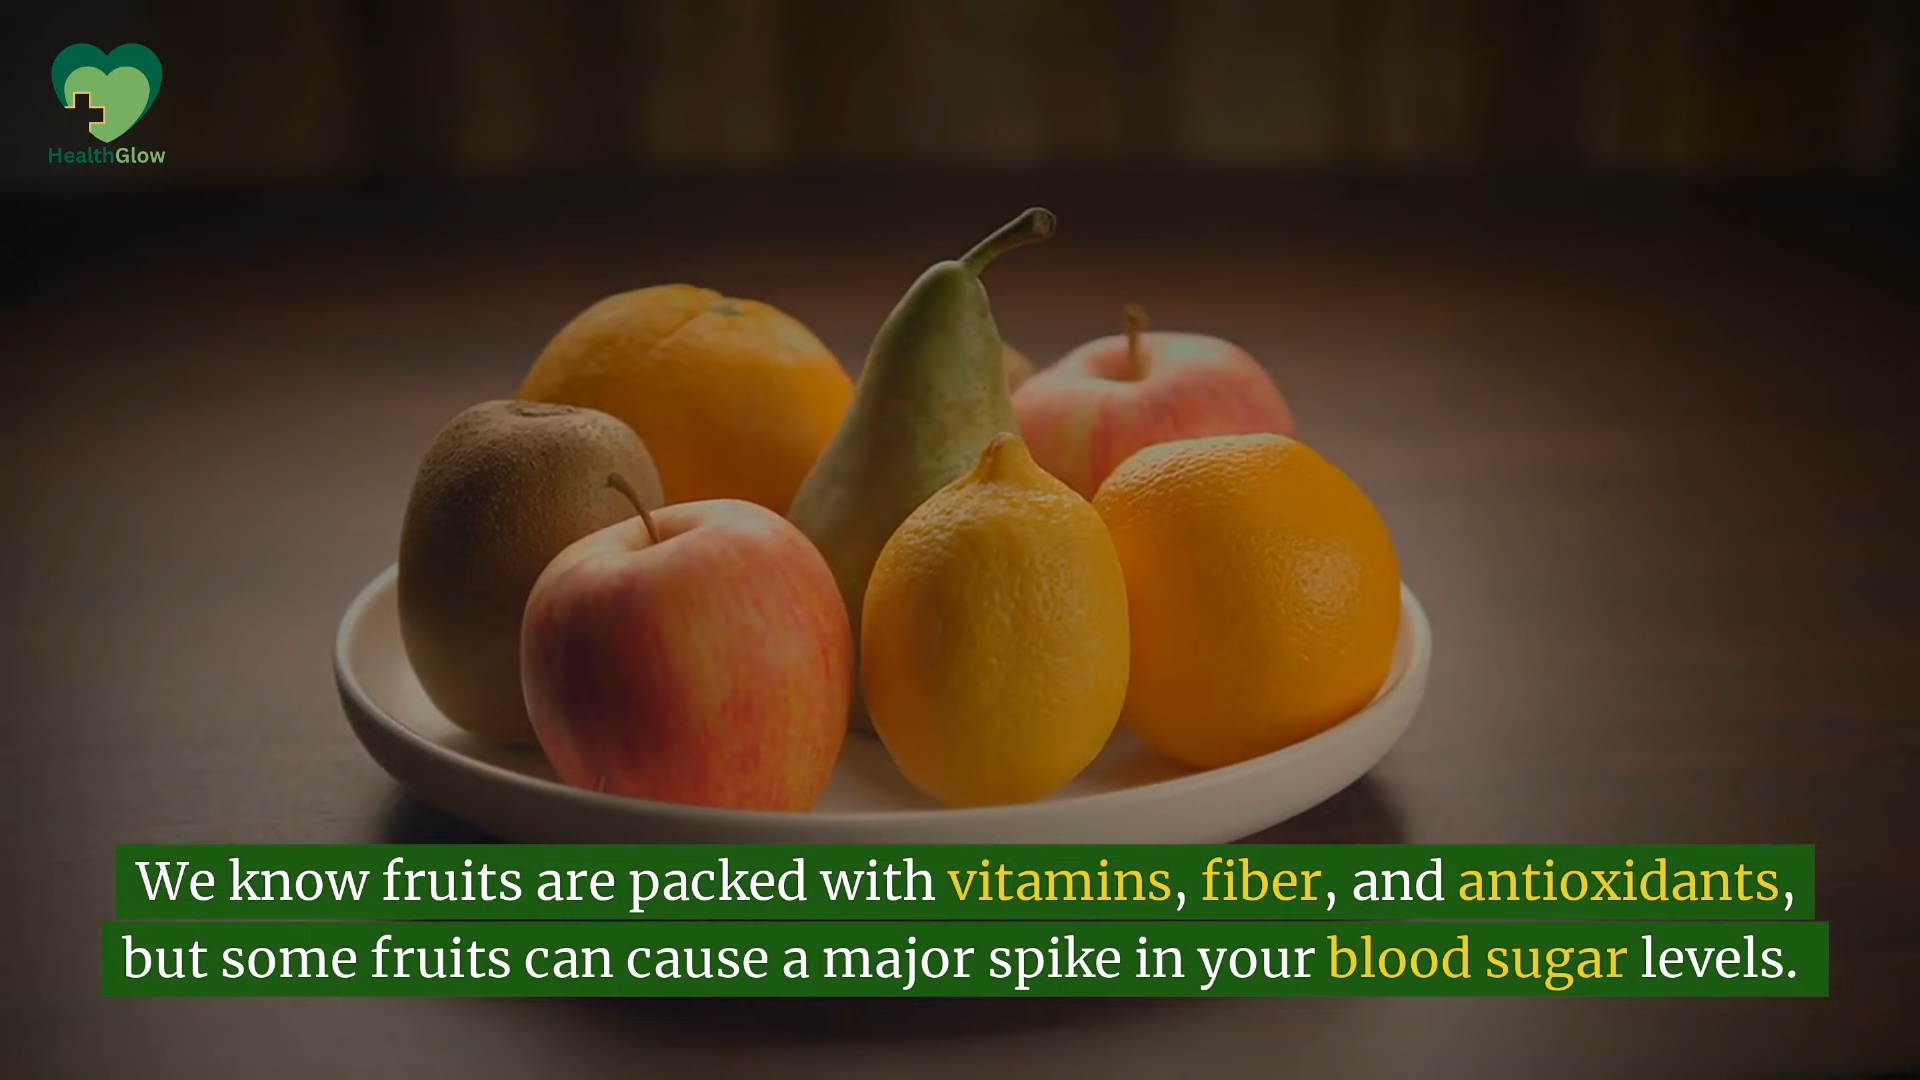 HealthGlow
We know fruits are packed with vitamins, fiber, and antioxidants,
but some fruits can cause a major spike in your blood sugar levels.